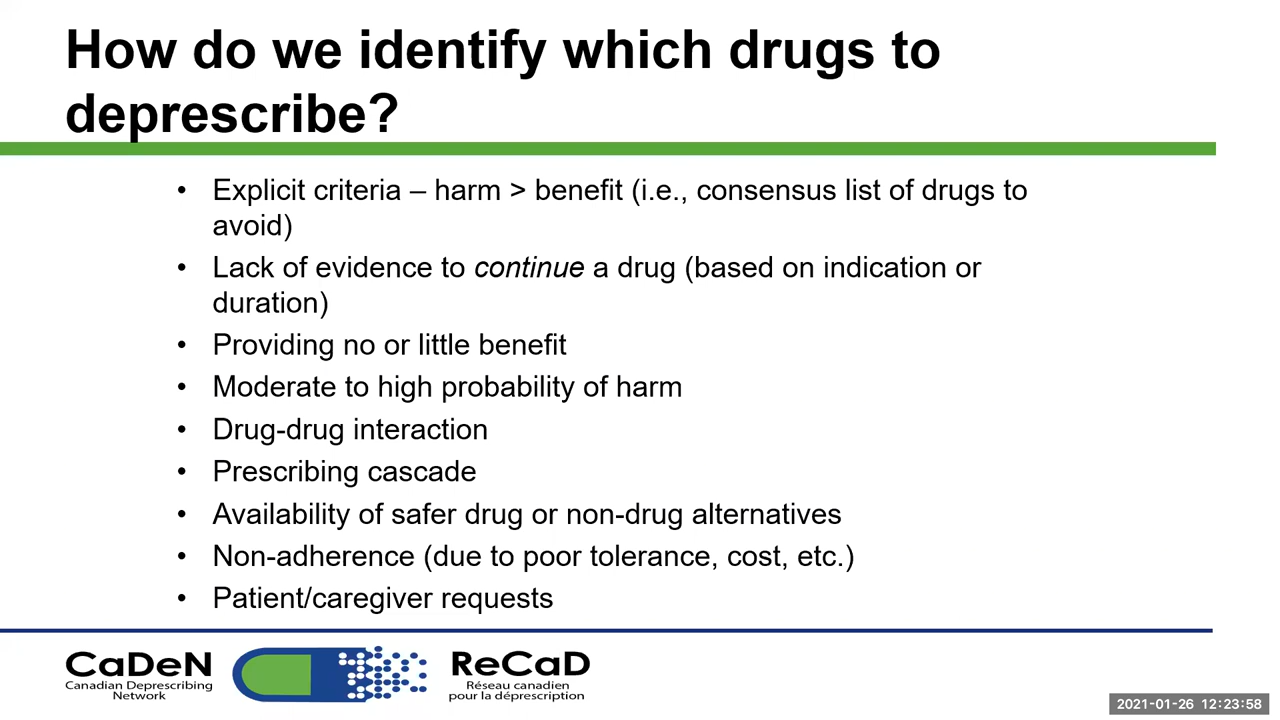 How do we identify which drugs to
deprescribe?
• Explicit criteria – harm > benefit (i.e., consensus list of drugs to
avoid)
• Lack of evidence to continue a drug (based on indication or
duration)
• Providing no or little benefit
• Moderate to high probability of harm
• Drug-drug interaction
• Prescribing cascade
• Availability of safer drug or non-drug alternatives
• Non-adherence (due to poor tolerance, cost, etc.)
• Patient/caregiver requests
CaDeN
Canadian Deprescribing
Network
ReCaD
Réseau canadien
pour la déprescription
2021-01-26 12:23:58